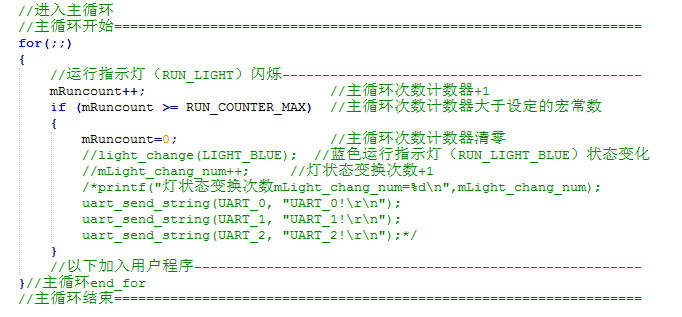 //进入主循环
//主循环开始==================================================================
for(;;)
{
    //运行指示灯（RUN_LIGHT）闪烁---------------------------------------------
    mRuncount++;                       //主循环次数计数器+1
    if (mRuncount >= RUN_COUNTER_MAX)  //主循环次数计数器大于设定的宏常数
    {
        mRuncount=0;                   //主循环次数计数器清零
        //light_change(LIGHT_BLUE);  //蓝色运行指示灯（RUN_LIGHT_BLUE）状态变化
        //mLight_chang_num++;     //灯状态变换次数+1
        /*printf("灯状态变换次数mLight_chang_num=%d\n",mLight_chang_num);
        uart_send_string(UART_0, "UART_0!\r\n");
        uart_send_string(UART_1, "UART_1!\r\n");
        uart_send_string(UART_2, "UART_2!\r\n");*/
    }
    //以下加入用户程序--------------------------------------------------------
}//主循环end_for
//主循环结束==================================================================